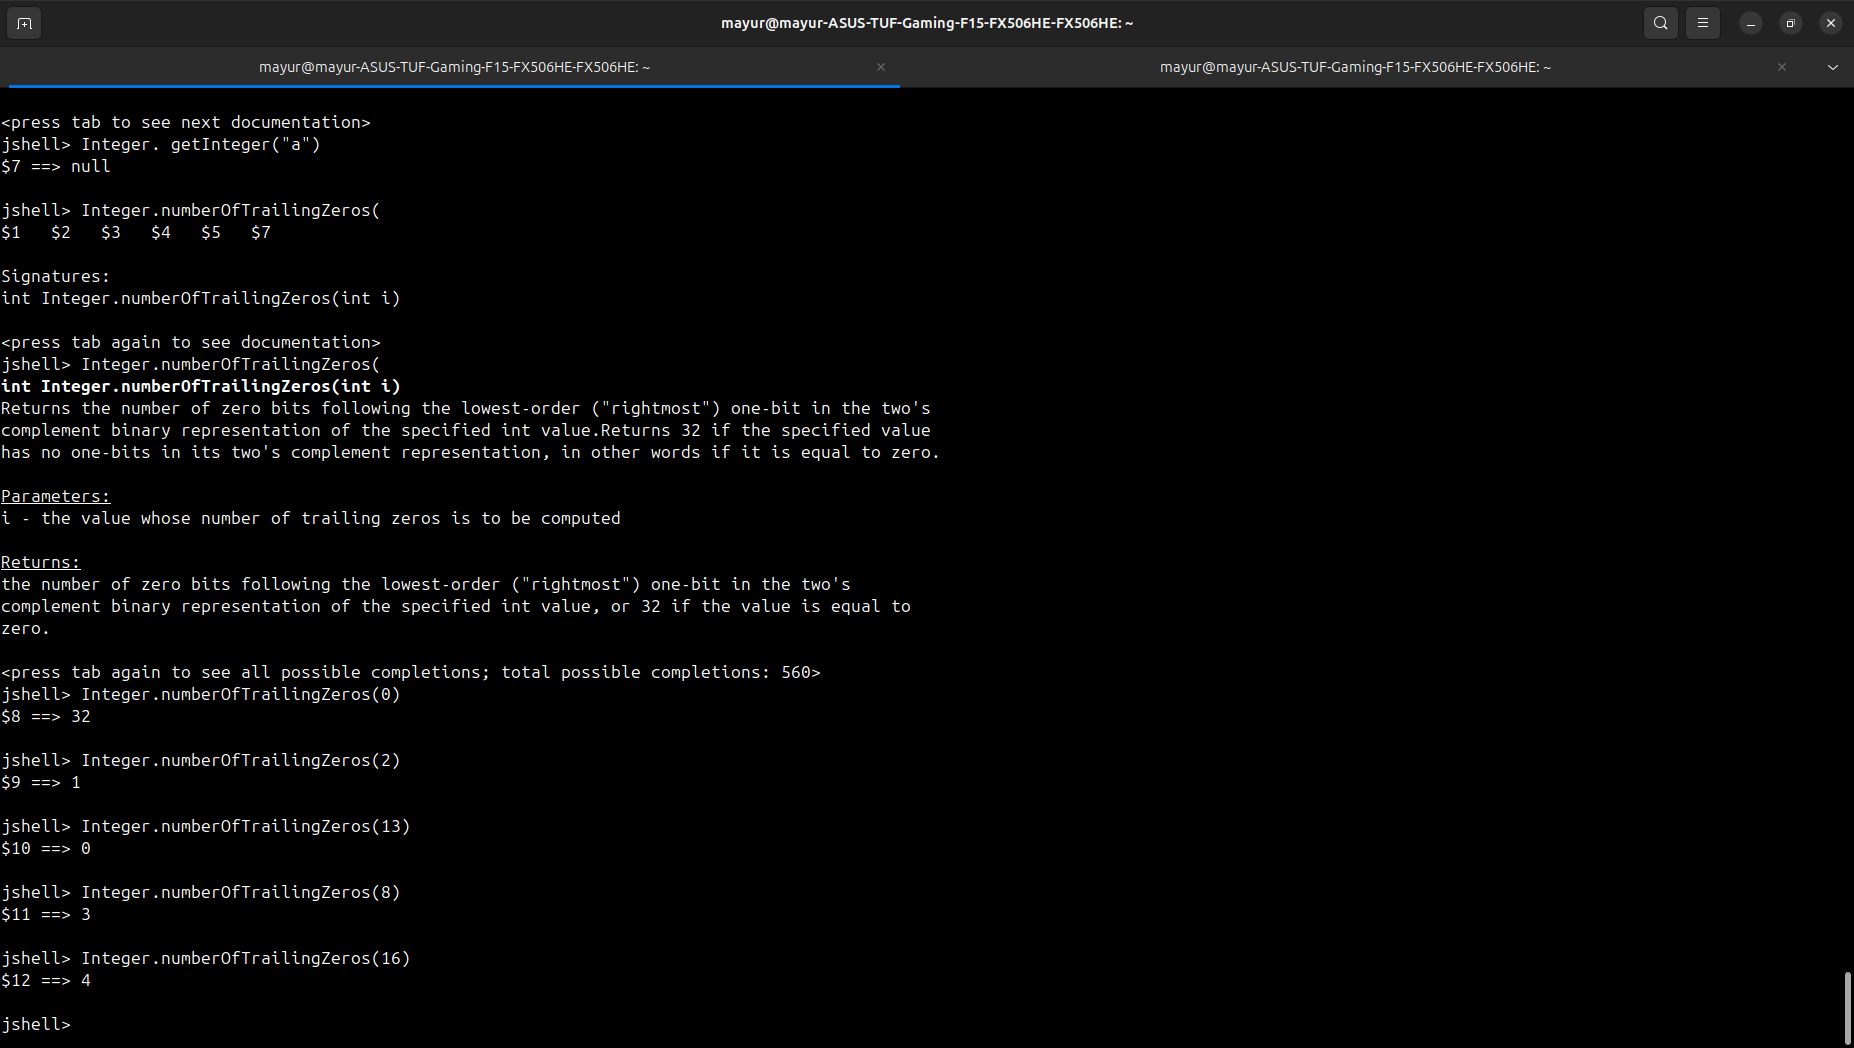 mayur@mayur-ASUS-TUF-Gaming-F15-FX506HE-FX506HE: ~
mayur@mayur-ASUS-TUF-Gaming-F15-FX506HE-FX506HE: ~
mayur@mayur-ASUS-TUF-Gaming-F15-FX506HE-FX506HE: ~
<press tab to see next documentation>
jshell> Integer. getInteger("a")
$7 ==> null
jshell> Integer.numberOfTrailingZeros(
$1   $2   $3   $4   $5   $7
Signatures:
int Integer.numberOfTrailingZeros(int i)
<press tab again to see documentation>
jshell> Integer.numberOfTrailingZeros(
int Integer.numberOfTrailingZeros(int i)
Returns the number of zero bits following the lowest-order ("rightmost") one-bit in the two's
complement binary representation of the specified int value.Returns 32 if the specified value
has no one-bits in its two's complement representation, in other words if it is equal to zero.
Parameters:
i - the value whose number of trailing zeros is to be computed
Returns:
the number of zero bits following the lowest-order ("rightmost") one-bit in the two's
complement binary representation of the specified int value, or 32 if the value is equal to
zero.
<press tab again to see all possible completions; total possible completions: 560>
jshell> Integer.numberOfTrailingZeros(0)
$8 ==> 32
jshell> Integer.numberOfTrailingZeros(2)
$9 ==> 1
jshell> Integer.numberOfTrailingZeros(13)
$10 ==> 0
jshell> Integer.numberOfTrailingZeros(8)
$11 ==> 3
jshell> Integer.numberOfTrailingZeros(16)
$12 ==> 4
jshell>